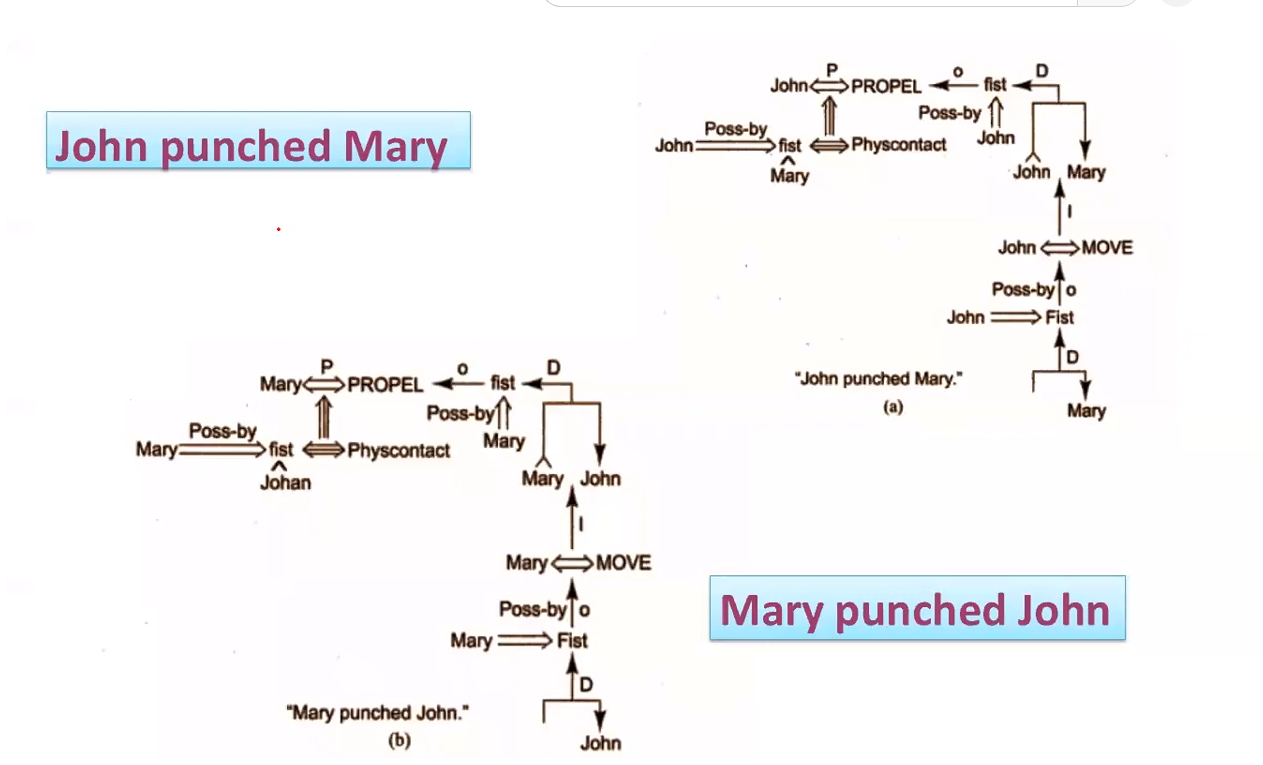 John punched Mary
P o D
John PROPEL fist
Poss-by
Poss-by
John fist Physcontact John
^
Mary John Mary
I
John MOVE
Poss-by o
John Fist
D
"John punched Mary."
(a) Mary
P o D
Mary PROPEL fist
Poss-by
Poss-by Mary
Mary fist Physcontact
^
Johan Mary John
I
Mary MOVE
Poss-by o
Mary Fist
D
"Mary punched John."
(b) John
Mary punched John